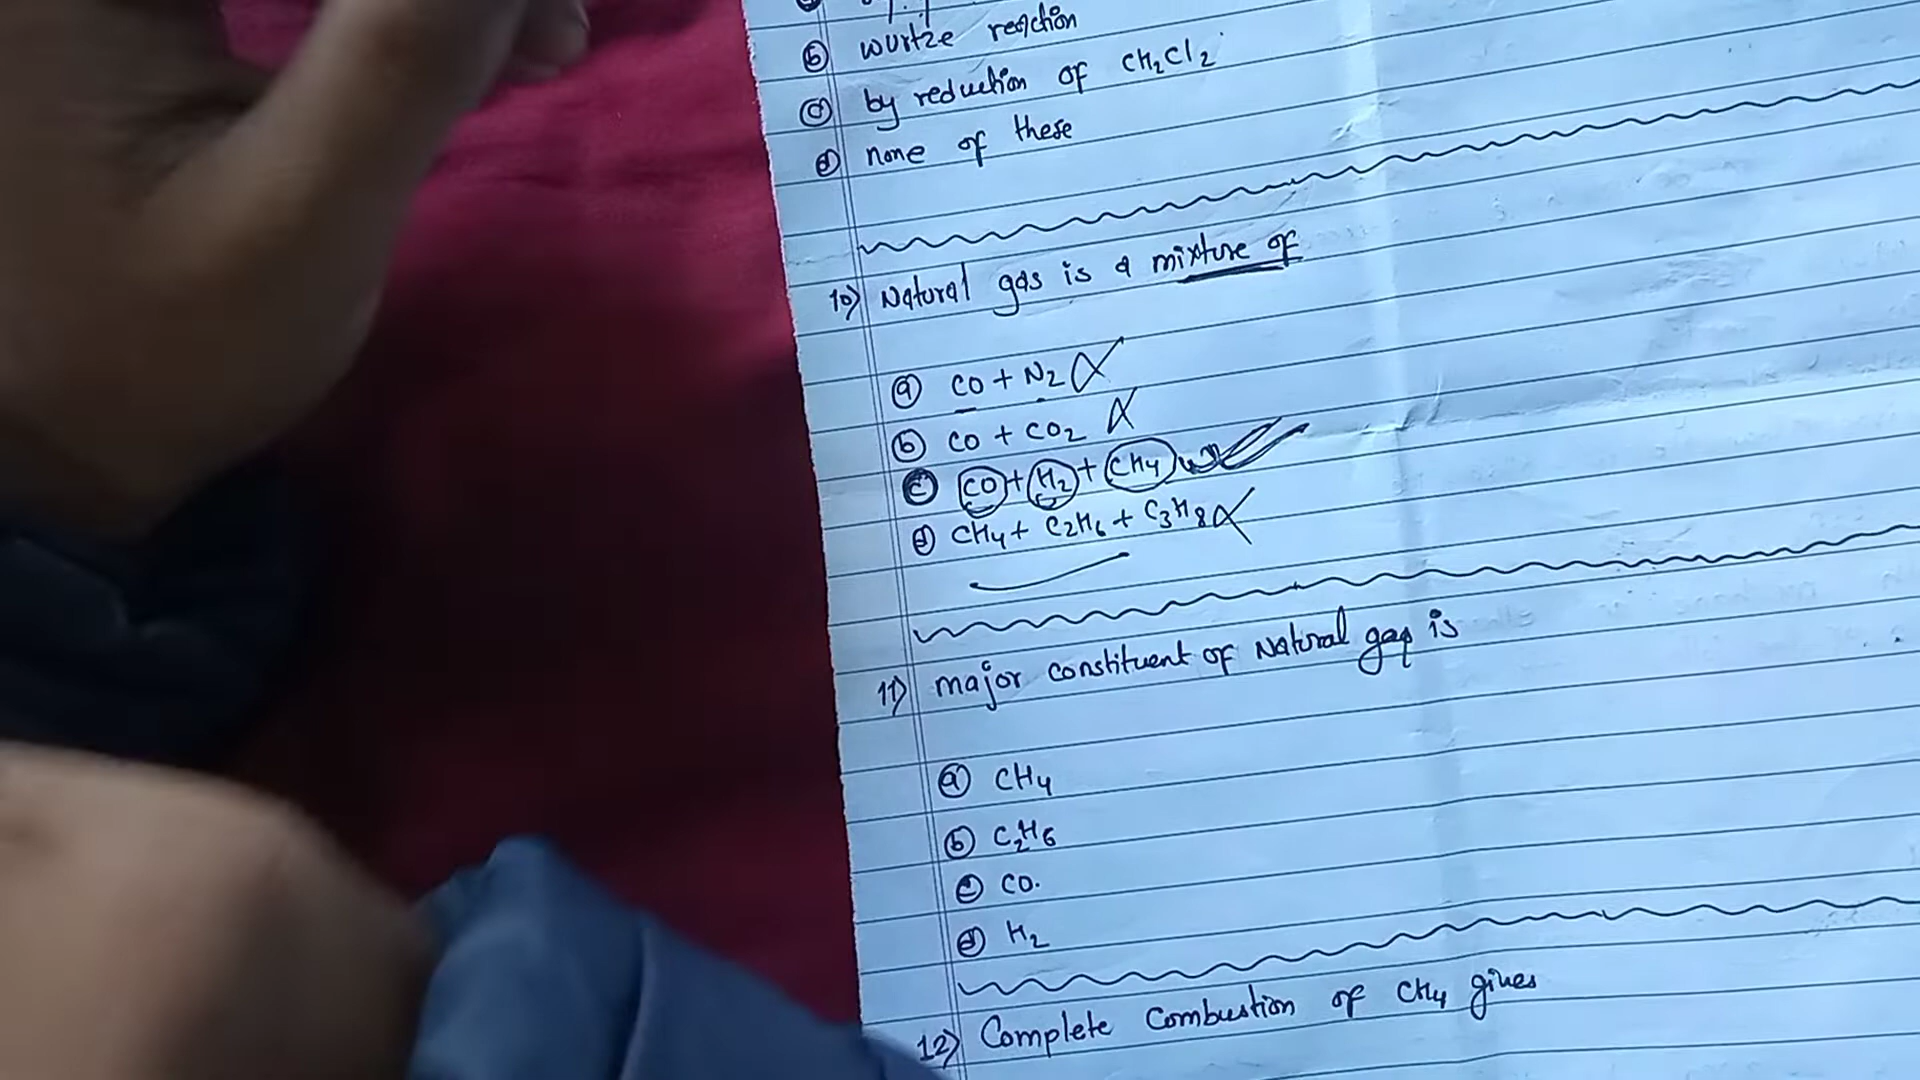 b wurtze reaction
c by reduction of CH2Cl2
d none of these
10) Natural gas is a mixture of
a CO + N2
b CO + CO2
c CO + H2 + CH4
d CH4 + C2H6 + C3H8
11) major constituent of Natural gas is
a CH4
b C2H6
c CO.
d H2
12) Complete Combustion of CH4 gives